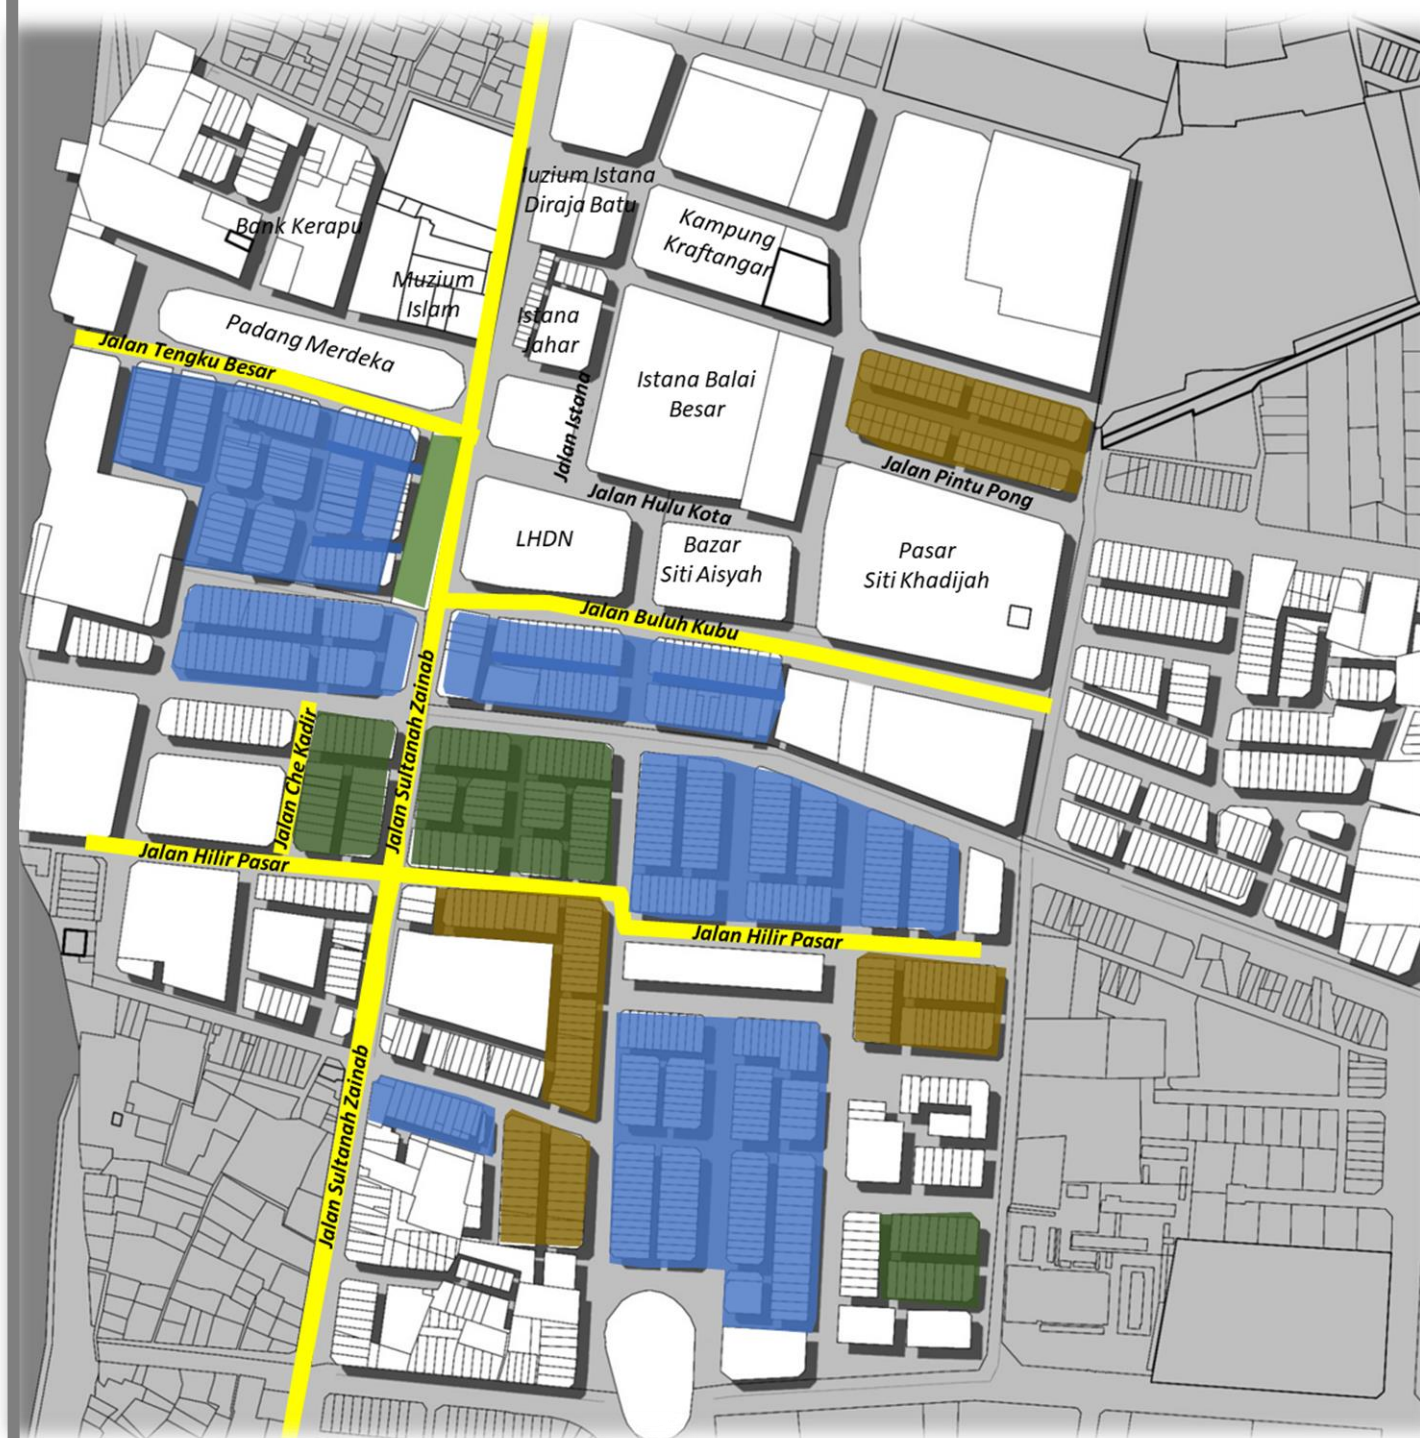 uzium Istana
Diraja Batu
Kampung
Kraftangan
Bank Kerapu
Muzium
Islam
Istana
Jahar
Padang Merdeka
Jalan Tengku Besar
Istana Balai
Besar
Jalan Istana
Jalan Pintu Pong
Jalan Hulu Kota
LHDN
Bazar
Siti Aisyah
Pasar
Siti Khadijah
Jalan Buluh Kubu
Jalan Sultanah Zainab
Jalan Che Kadir
Jalan Hilir Pasar
Jalan Hilir Pasar
Jalan Sultanah Zainab